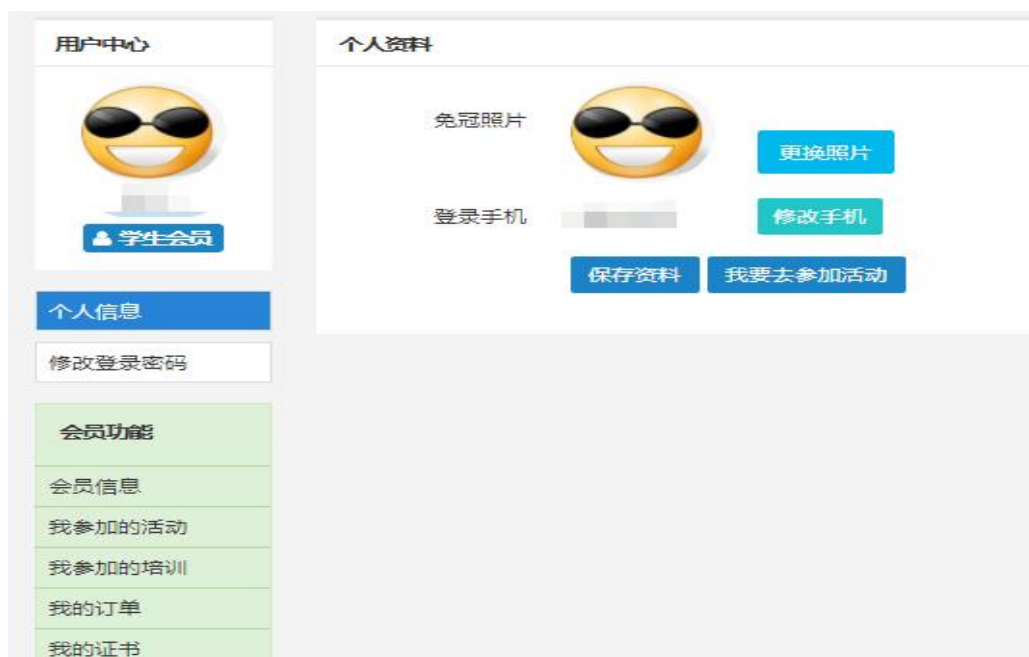 用户中心
学生会员
个人信息
修改登录密码
会员功能
会员信息
我参加的活动
我参加的培训
我的订单
我的证书
个人资料
免冠照片
更换照片
登录手机
修改手机
保存资料 我要去参加活动